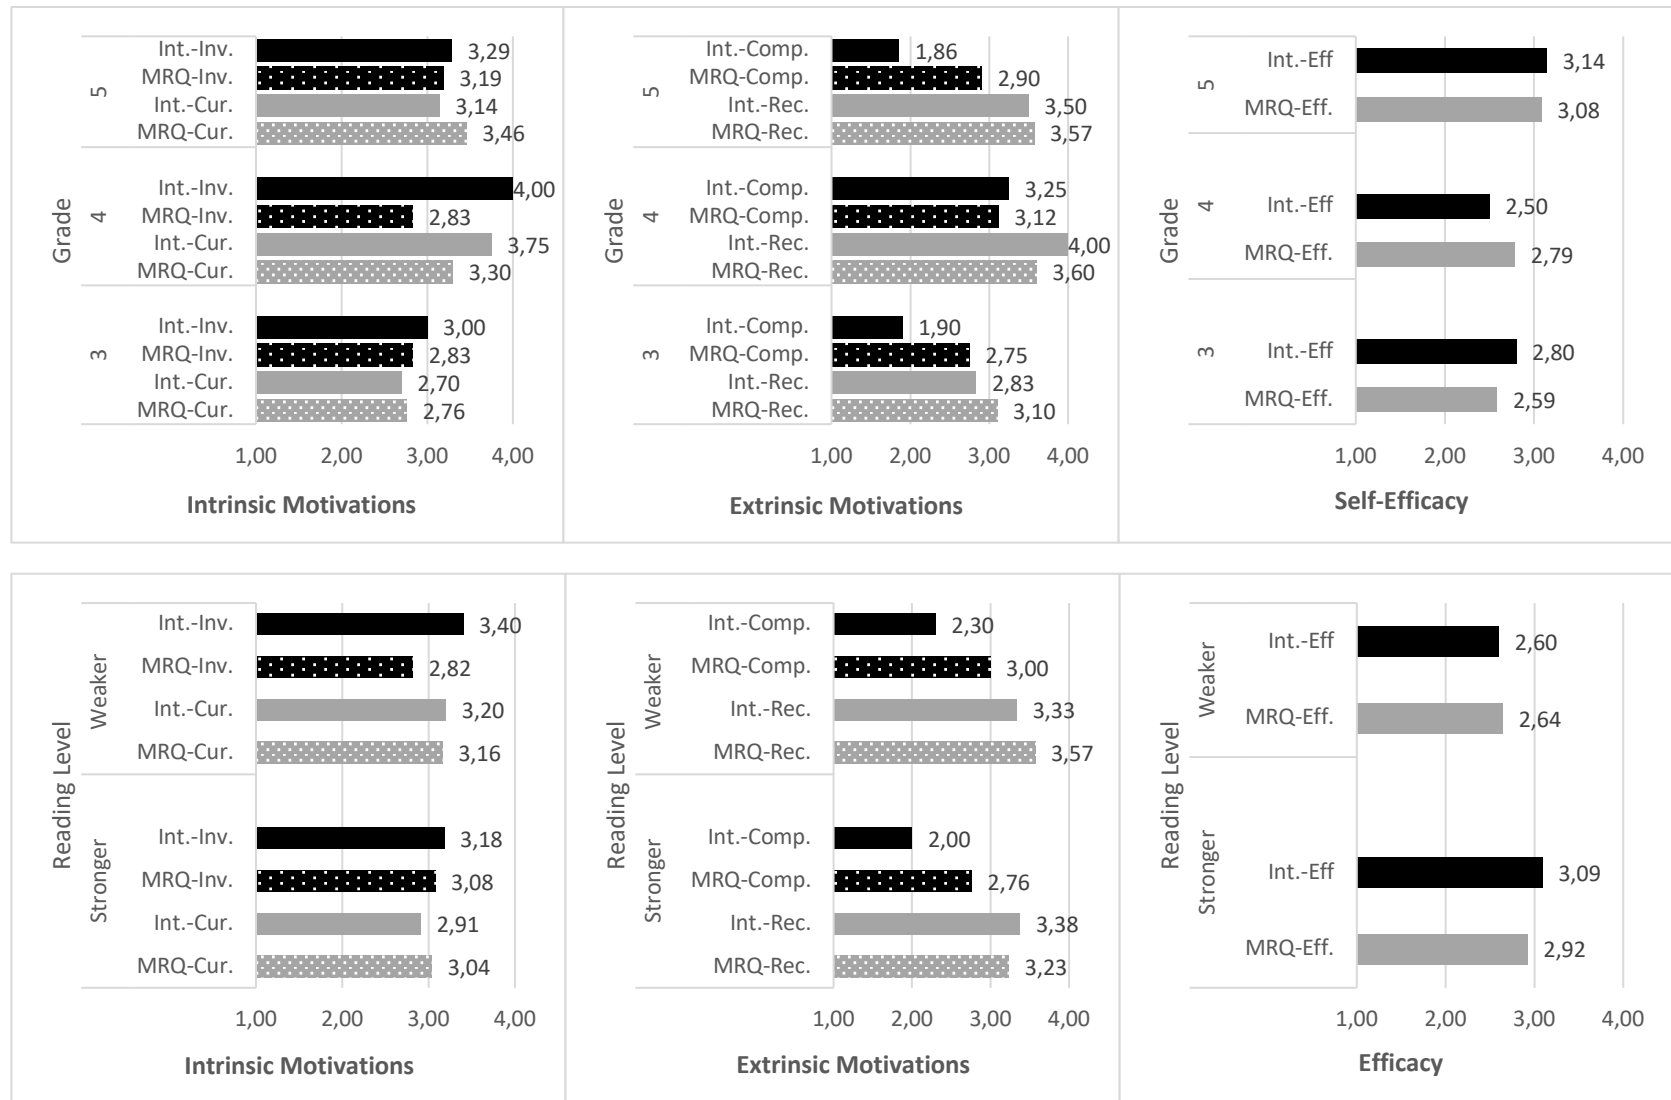 Grade
5
Int.-Inv. 3,29
MRQ-Inv. 3,19
Int.-Cur. 3,14
MRQ-Cur. 3,46
4
Int.-Inv. 4,00
MRQ-Inv. 2,83
Int.-Cur. 3,75
MRQ-Cur. 3,30
3
Int.-Inv. 3,00
MRQ-Inv. 2,83
Int.-Cur. 2,70
MRQ-Cur. 2,76
1,00 2,00 3,00 4,00
Intrinsic Motivations
Grade
5
Int.-Comp. 1,86
MRQ-Comp. 2,90
Int.-Rec. 3,50
MRQ-Rec. 3,57
4
Int.-Comp. 3,25
MRQ-Comp. 3,12
Int.-Rec. 4,00
MRQ-Rec. 3,60
3
Int.-Comp. 1,90
MRQ-Comp. 2,75
Int.-Rec. 2,83
MRQ-Rec. 3,10
1,00 2,00 3,00 4,00
Extrinsic Motivations
Grade
5
Int.-Eff 3,14
MRQ-Eff. 3,08
4
Int.-Eff 2,50
MRQ-Eff. 2,79
3
Int.-Eff 2,80
MRQ-Eff. 2,59
1,00 2,00 3,00 4,00
Self-Efficacy
Reading Level
Weaker
Int.-Inv. 3,40
MRQ-Inv. 2,82
Int.-Cur. 3,20
MRQ-Cur. 3,16
Stronger
Int.-Inv. 3,18
MRQ-Inv. 3,08
Int.-Cur. 2,91
MRQ-Cur. 3,04
1,00 2,00 3,00 4,00
Intrinsic Motivations
Reading Level
Weaker
Int.-Comp. 2,30
MRQ-Comp. 3,00
Int.-Rec. 3,33
MRQ-Rec. 3,57
Stronger
Int.-Comp. 2,00
MRQ-Comp. 2,76
Int.-Rec. 3,38
MRQ-Rec. 3,23
1,00 2,00 3,00 4,00
Extrinsic Motivations
Reading Level
Weaker
Int.-Eff 2,60
MRQ-Eff. 2,64
Stronger
Int.-Eff 3,09
MRQ-Eff. 2,92
1,00 2,00 3,00 4,00
Efficacy